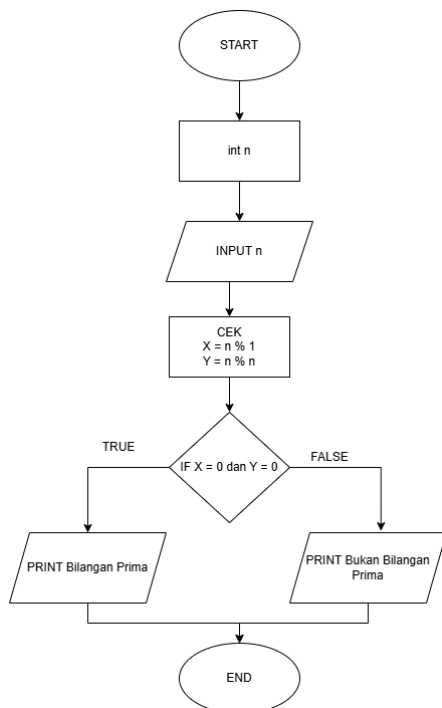 START
int n
INPUT n
CEK
X = n % 1
Y = n % n
IF X = 0 dan Y = 0
TRUE
FALSE
PRINT Bilangan Prima
PRINT Bukan Bilangan
Prima
END